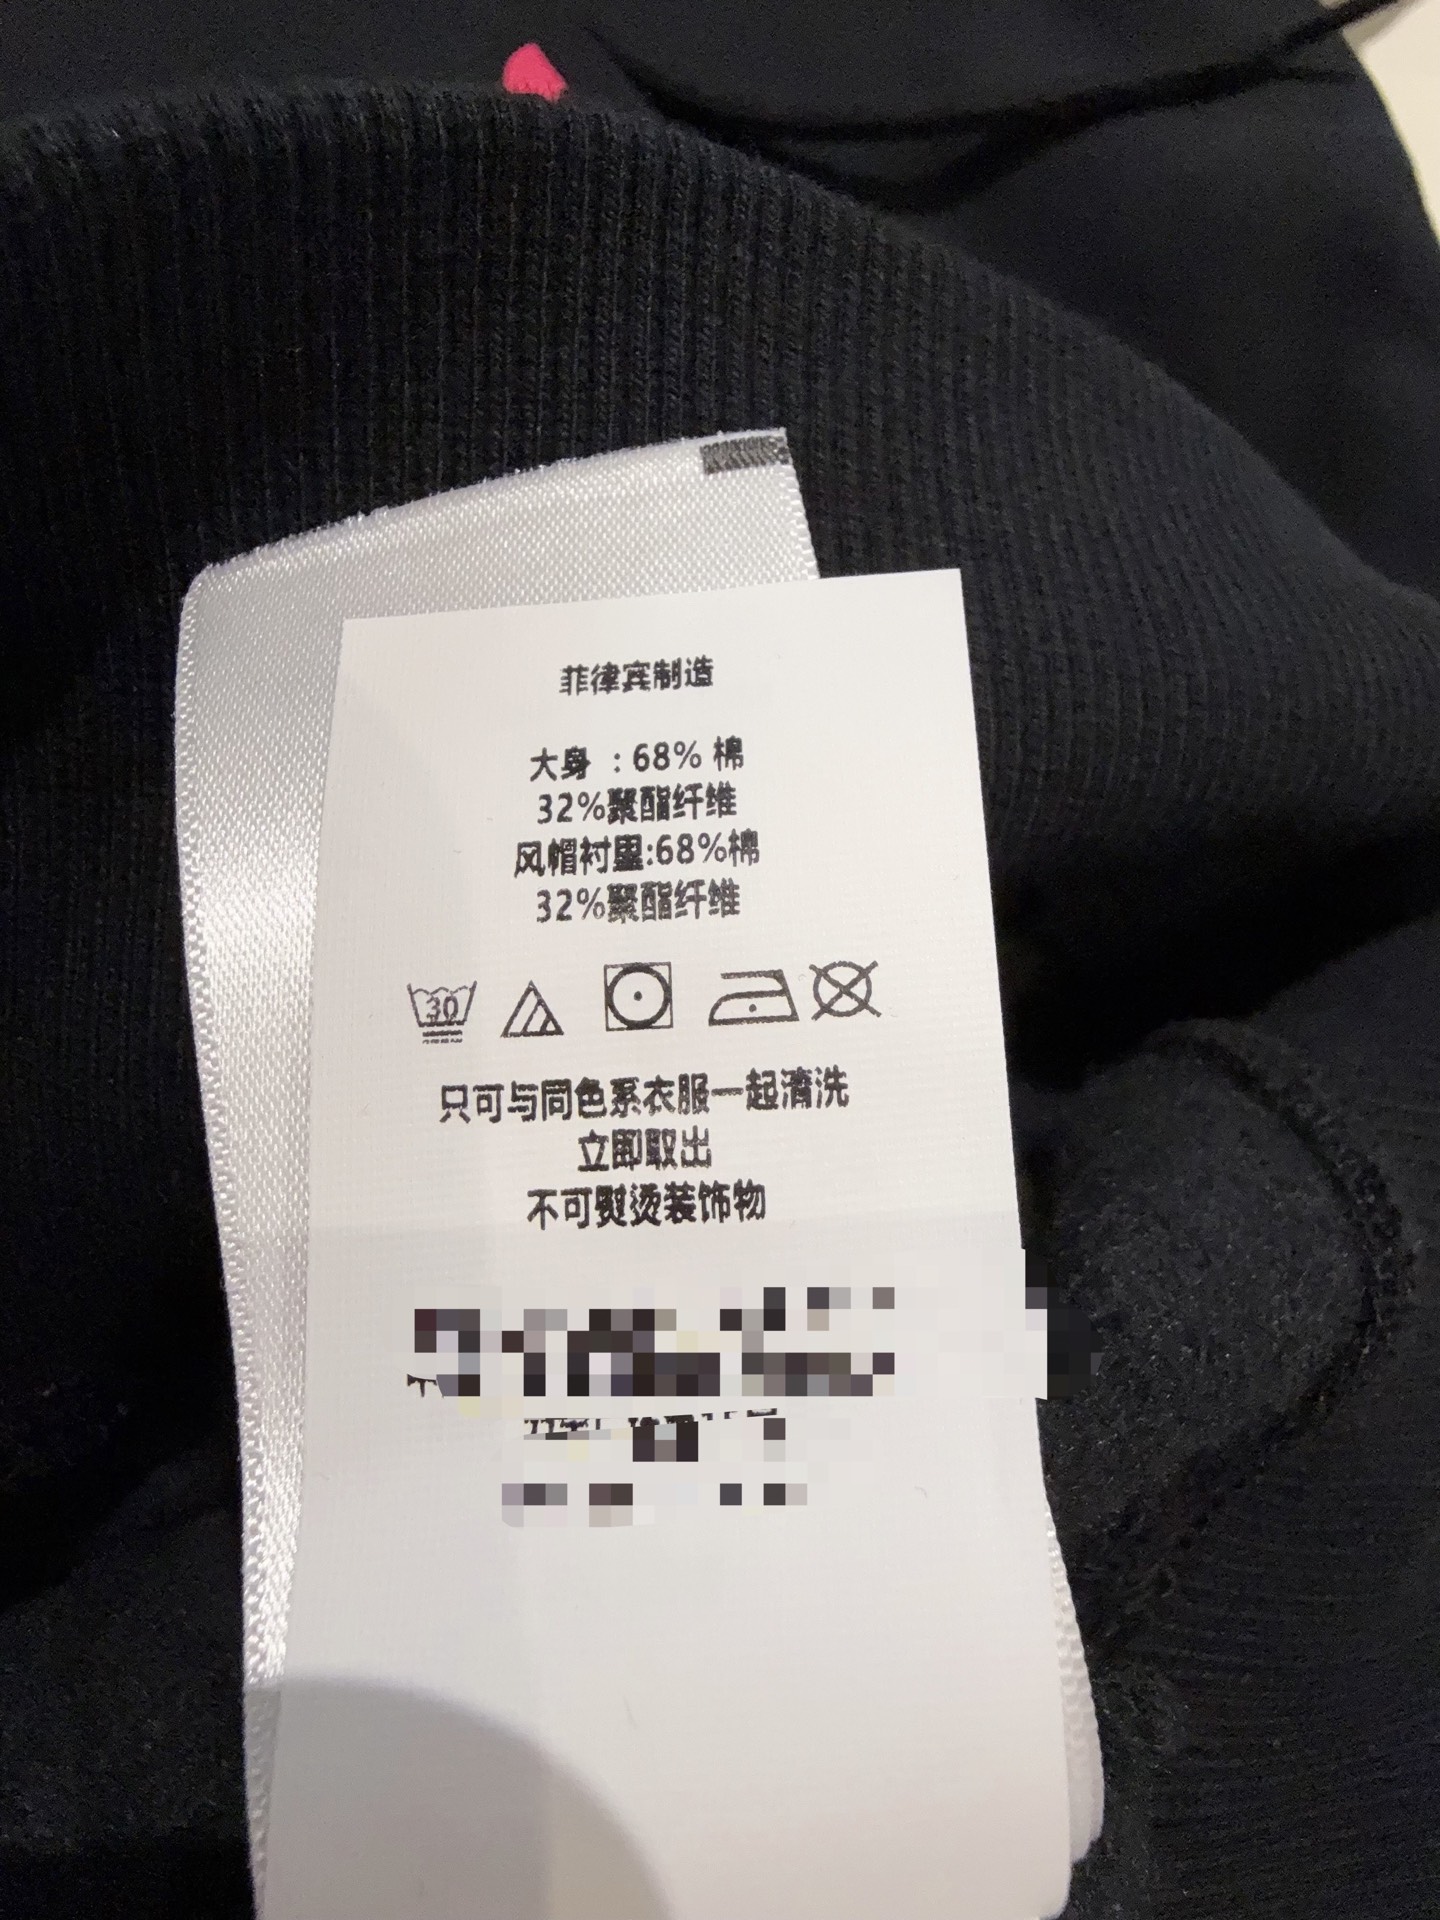 菲律宾制造
大身 : 68% 棉
32%聚酯纤维
风帽衬里:68%棉
32%聚酯纤维
30
只可与同色系衣服一起清洗
立即取出
不可熨烫装饰物